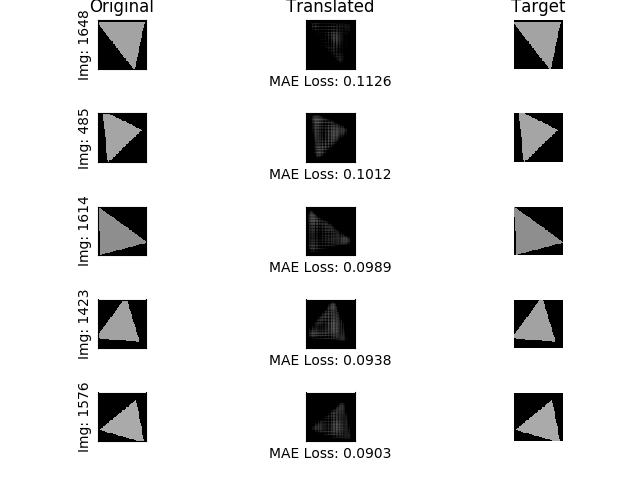 Original Translated Target
Img: 1648
MAE Loss: 0.1126
Img: 485
MAE Loss: 0.1012
Img: 1614
MAE Loss: 0.0989
Img: 1423
MAE Loss: 0.0938
Img: 1576
MAE Loss: 0.0903